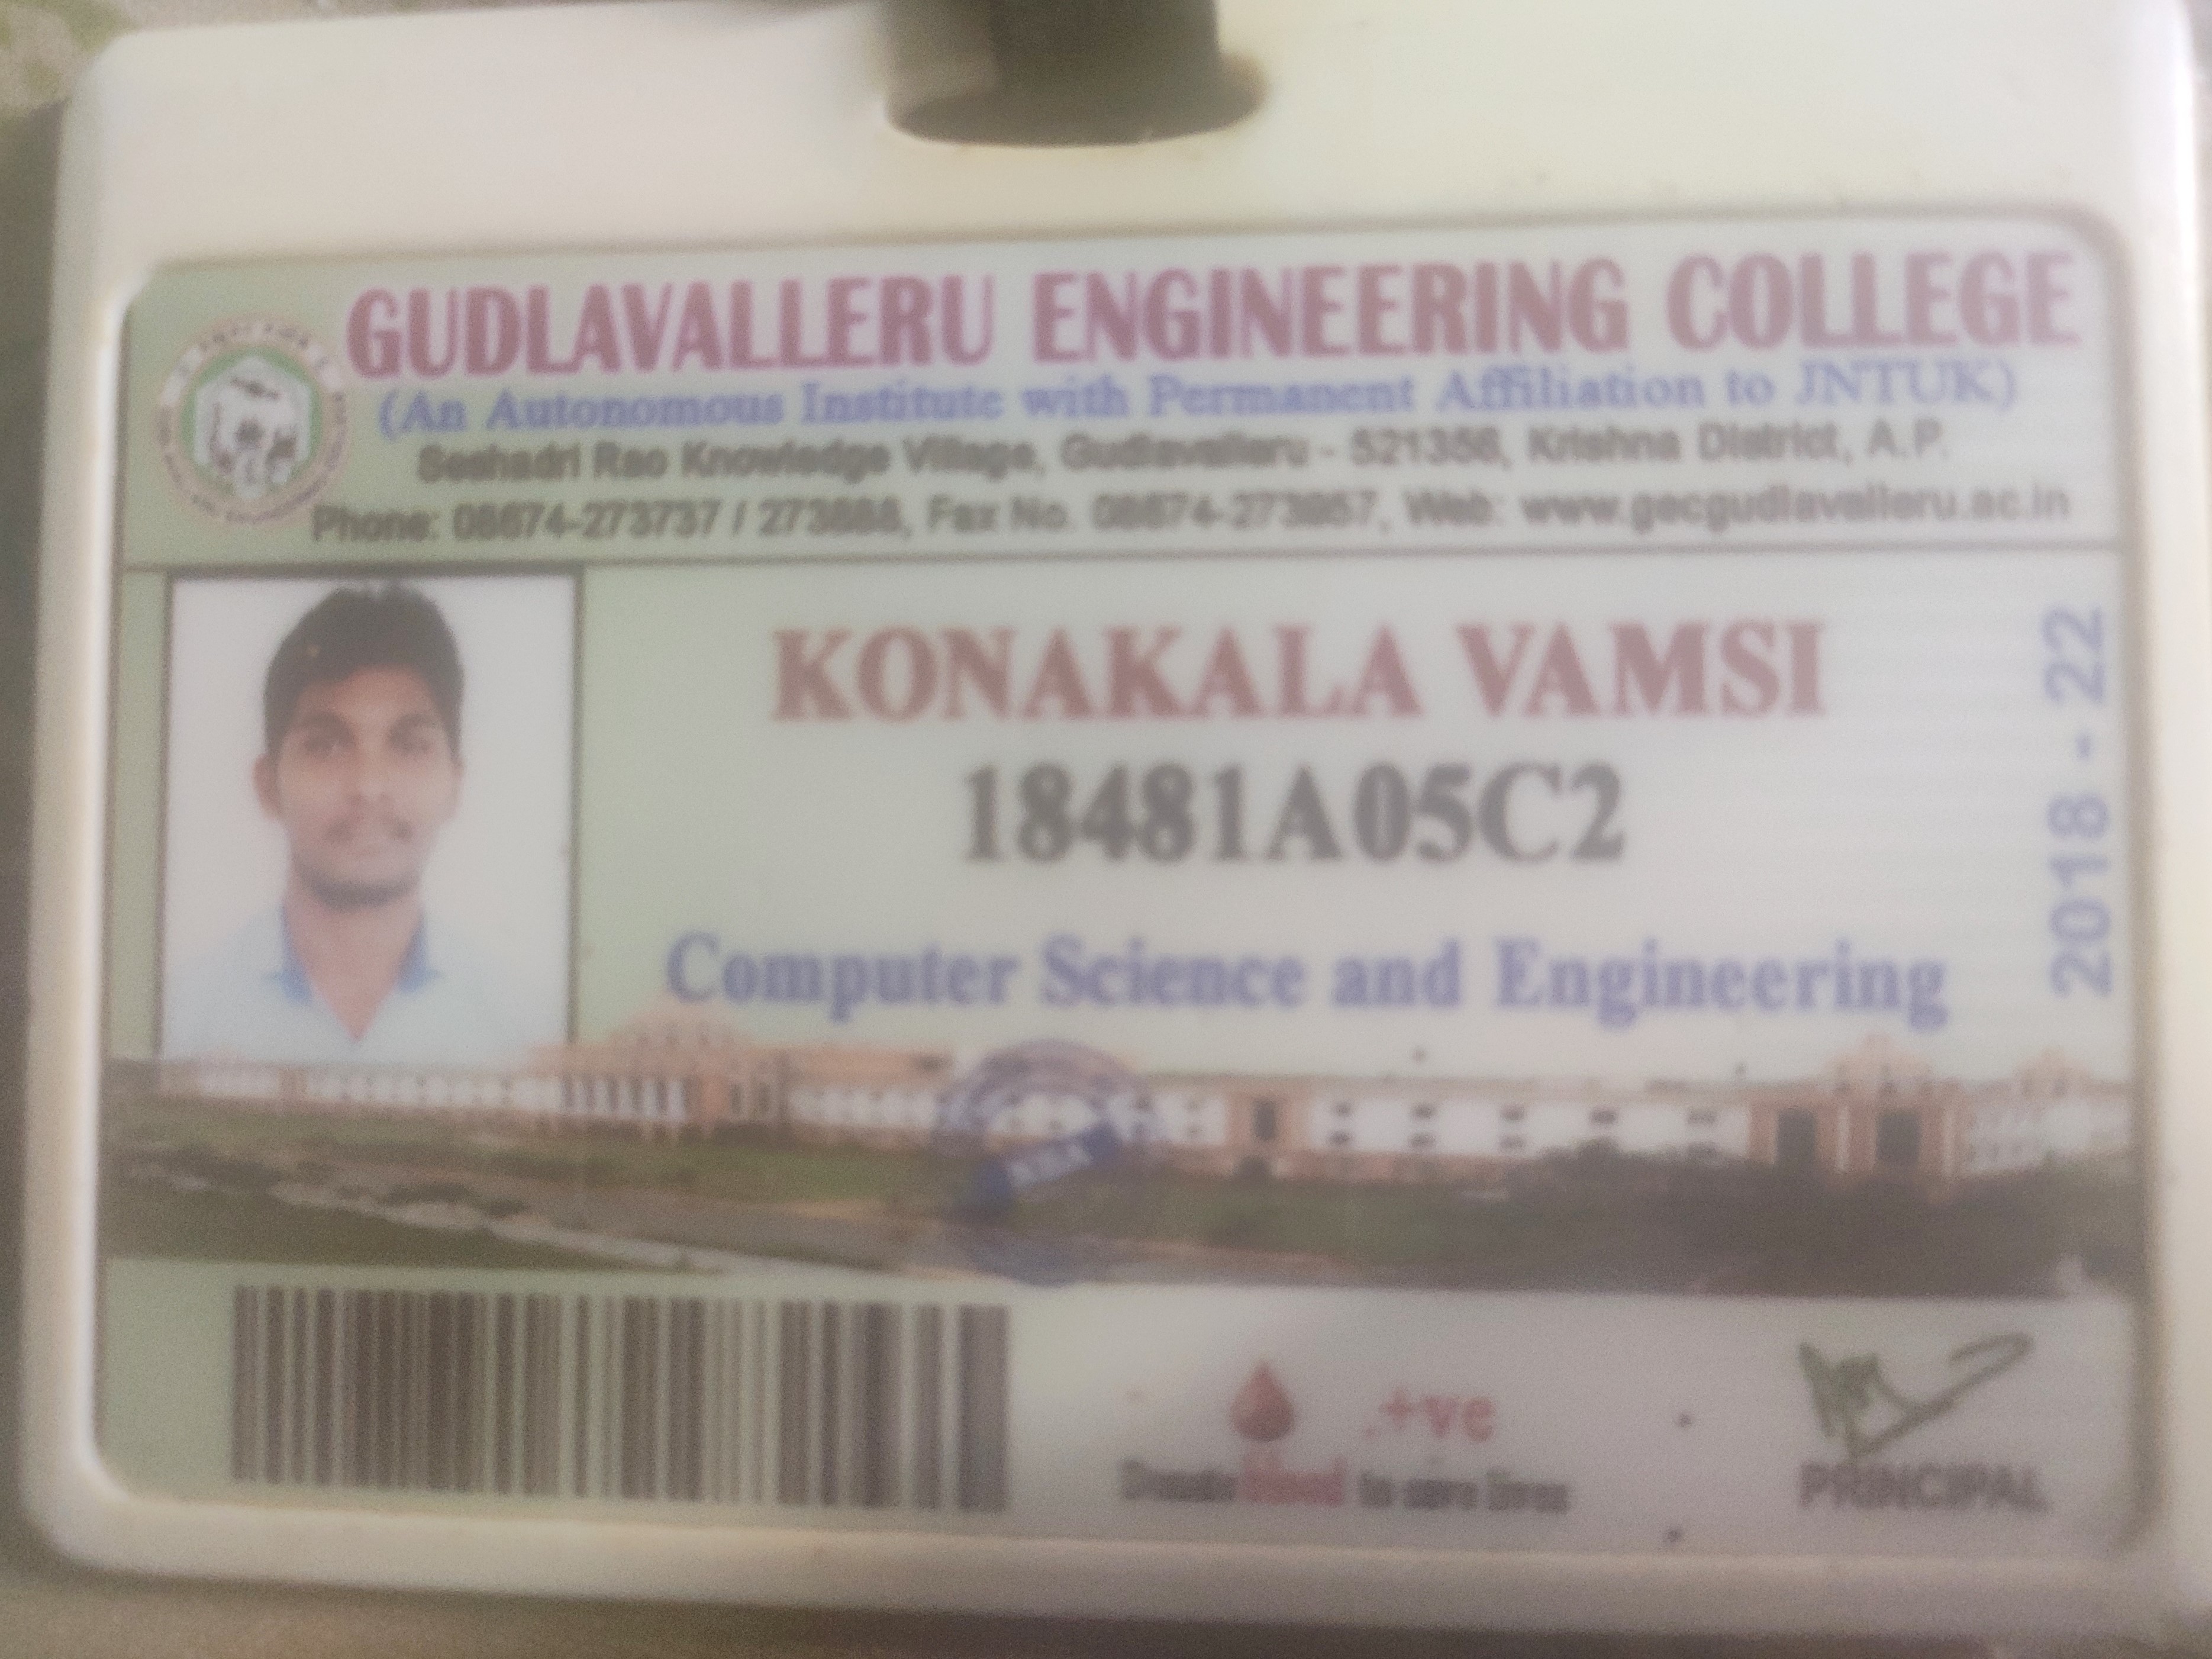 GUDLAVALLERU ENGINEERING COLLEGE
(An Autonomous Institute with Permanent Affiliation to JNTUK)
Seshadri Rao Knowledge Village, Gudlavalleru - 521356, Krishna District, A.P.
Phone: 08674-273737 / 273888, Fax No. 08674-273957, Web: www.gecgudlavalleru.ac.in
KONAKALA VAMSI
18481A05C2
Computer Science and Engineering
2018 - 22
+ve
Donate Blood to save lives
PRINCIPAL